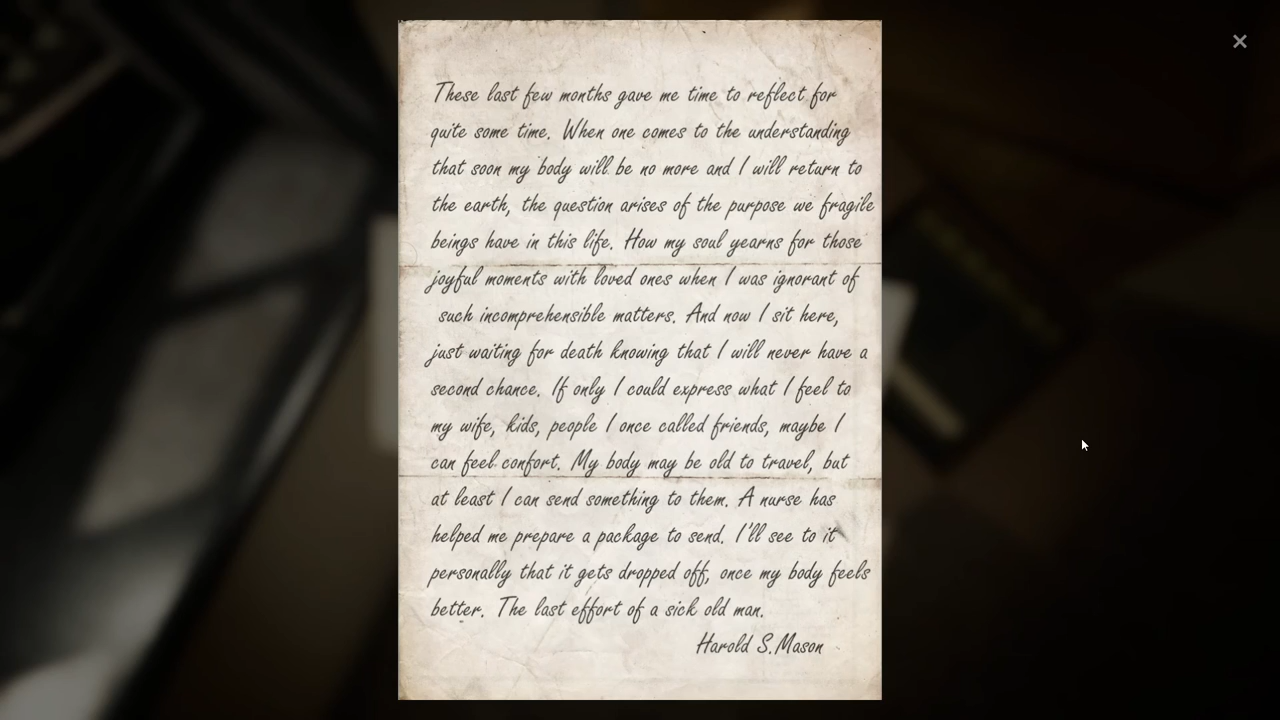 These last few months gave me time to reflect for
quite some time. When one comes to the understanding
that soon my body will be no more and I will return to
the earth, the question arises of the purpose we fragile
beings have in this life. How my soul yearns for those
joyful moments with loved ones when I was ignorant of
such incomprehensible matters. And now I sit here,
just waiting for death knowing that I will never have a
second chance. If only I could express what I feel to
my wife, kids, people I once called friends, maybe I
can feel confort. My body may be old to travel, but
at least I can send something to them. A nurse has
helped me prepare a package to send. I'll see to it
personally that it gets dropped off, once my body feels
better. The last effort of a sick old man.
Harold S.Mason